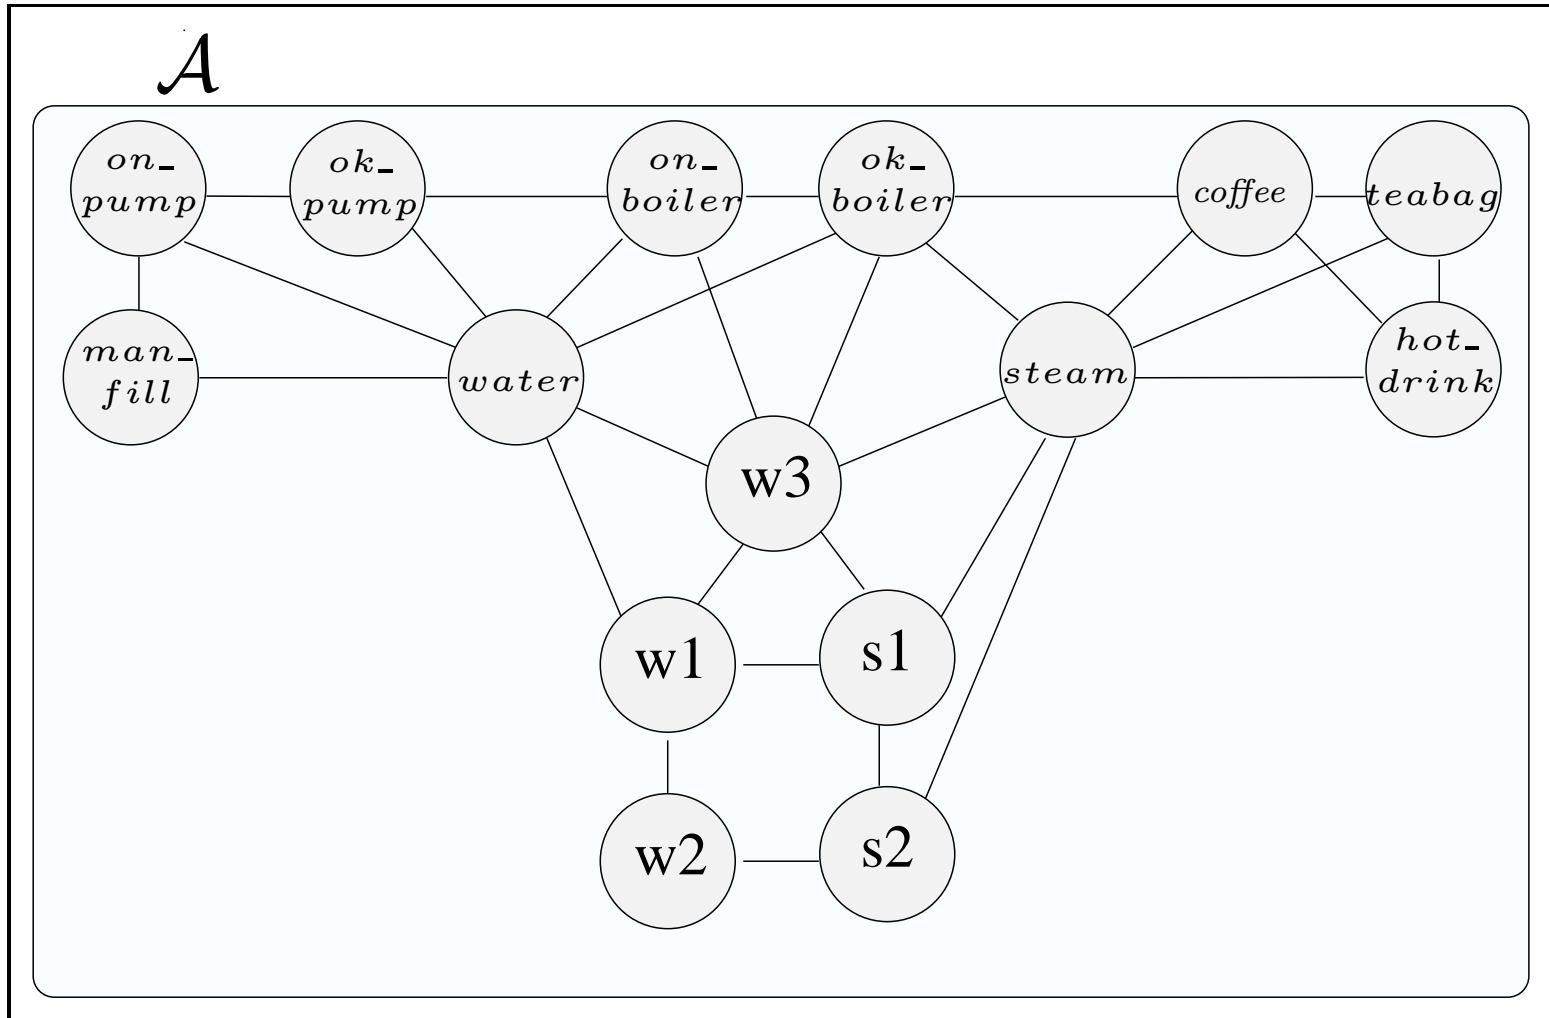 𝒜
on_
pump
ok_
pump
on_
boiler
ok_
boiler
coffee
teabag
man_
fill
water
steam
hot_
drink
w3
w1
s1
w2
s2